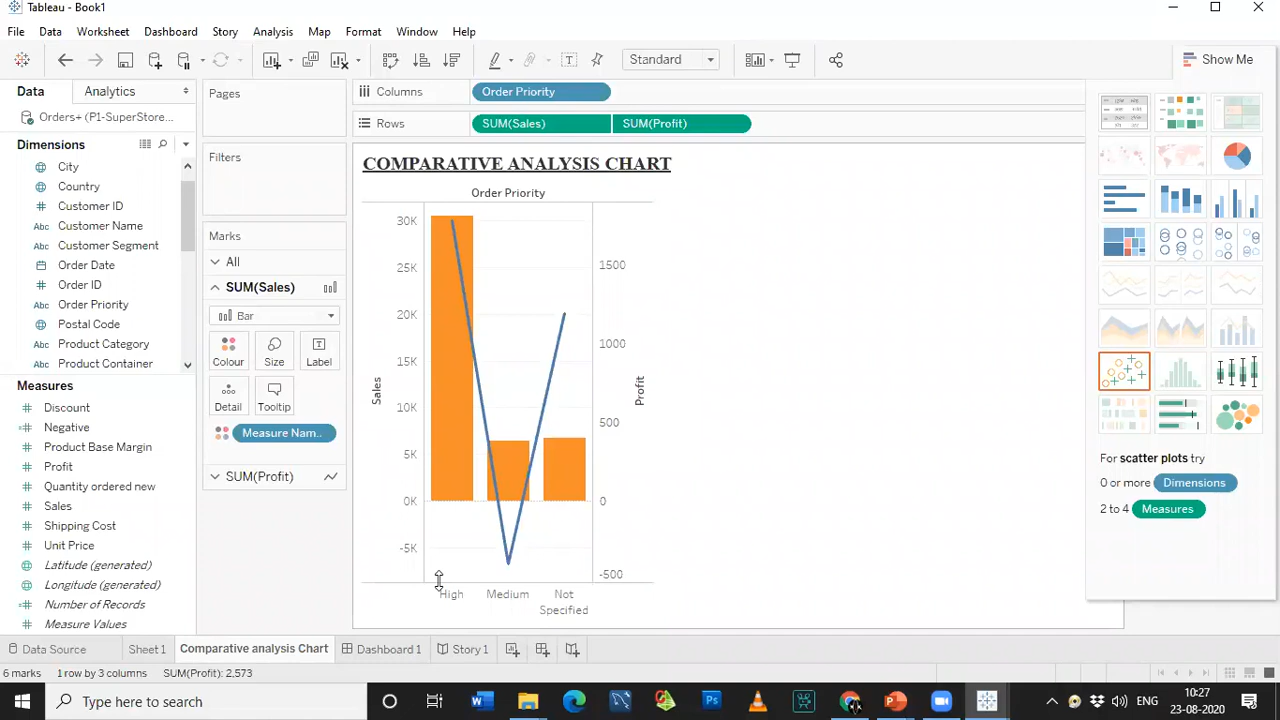 Tableau - Book1
File Data Worksheet Dashboard Story Analysis Map Format Window Help
Standard
Show Me
Data Analytics
Orders+ (P1-SuperStore...
Dimensions
City
Country
Customer ID
Abc Customer Name
Abc Customer Segment
Order Date
Order ID
Abc Order Priority
Postal Code
Abc Product Category
Abc Product Container
Measures
Discount
Negative
Product Base Margin
Profit
Quantity ordered new
Sales
Shipping Cost
Unit Price
Latitude (generated)
Longitude (generated)
Number of Records
Measure Values
Pages
Filters
Marks
All
SUM(Sales)
Bar
Colour Size Label
Detail Tooltip
Measure Nam..
SUM(Profit)
Columns Order Priority
Rows SUM(Sales) SUM(Profit)
COMPARATIVE ANALYSIS CHART
Order Priority
30K
25K
20K
15K
10K
5K
0K
-5K
Sales
1500
1000
500
0
-500
Profit
High Medium Not Specified
For scatter plots try
0 or more Dimensions
2 to 4 Measures
Data Source Sheet 1 Comparative analysis Chart Dashboard 1 Story 1
6 marks 1 row by 3 columns SUM(Profit): 2,573
Type here to search
ENG
10:27
23-08-2020